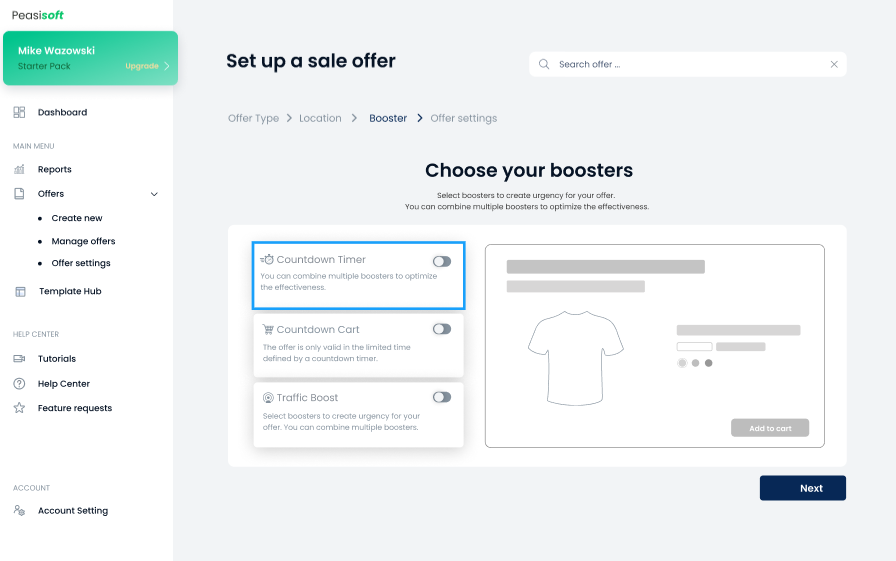 Peasisoft
Mike Wazowski
Starter Pack
Upgrade
Dashboard
MAIN MENU
Reports
Offers
Create new
Manage offers
Offer settings
Template Hub
HELP CENTER
Tutorials
Help Center
Feature requests
ACCOUNT
Account Setting
Set up a sale offer
Search offer ...
Offer Type > Location > Booster > Offer settings
Choose your boosters
Select boosters to create urgency for your offer.
You can combine multiple boosters to optimize the effectiveness.
Countdown Timer
You can combine multiple boosters to optimize
the effectiveness.
Countdown Cart
The offer is only valid in the limited time
defined by a countdown timer.
Traffic Boost
Select boosters to create urgency for your
offer. You can combine multiple boosters.
Add to cart
Next